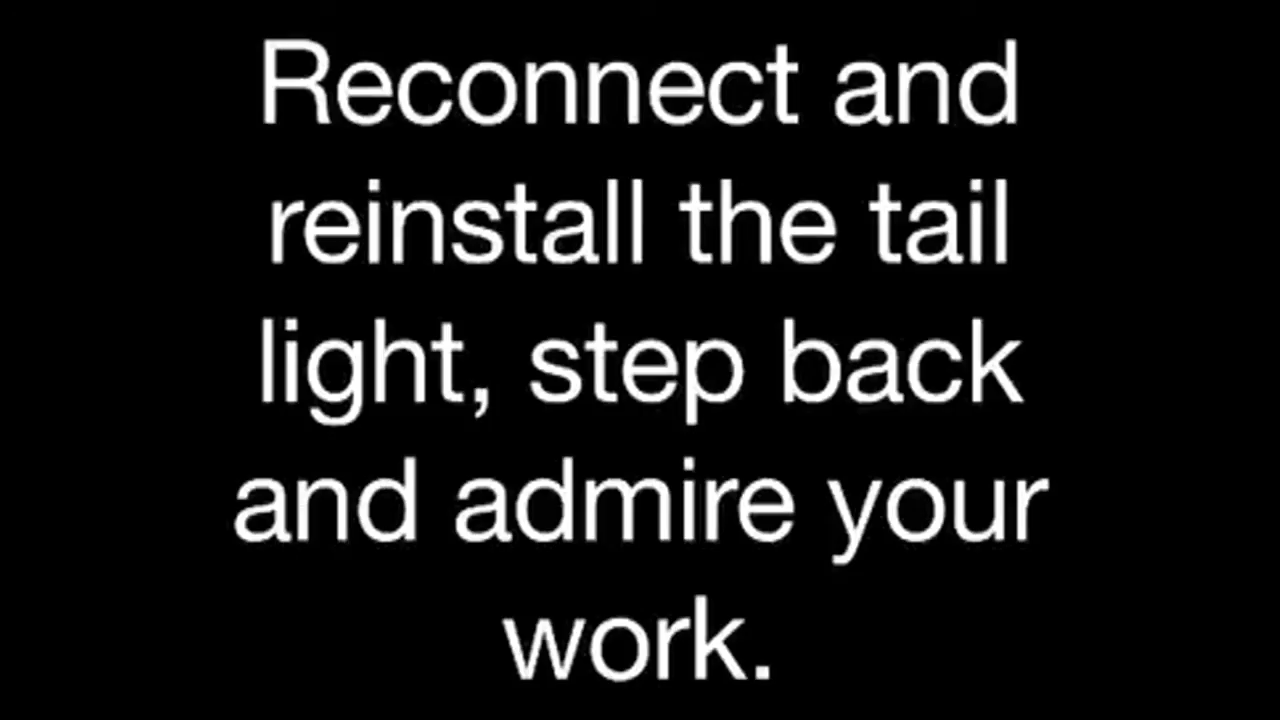 Reconnect and
reinstall the tail
light, step back
and admire your
work.